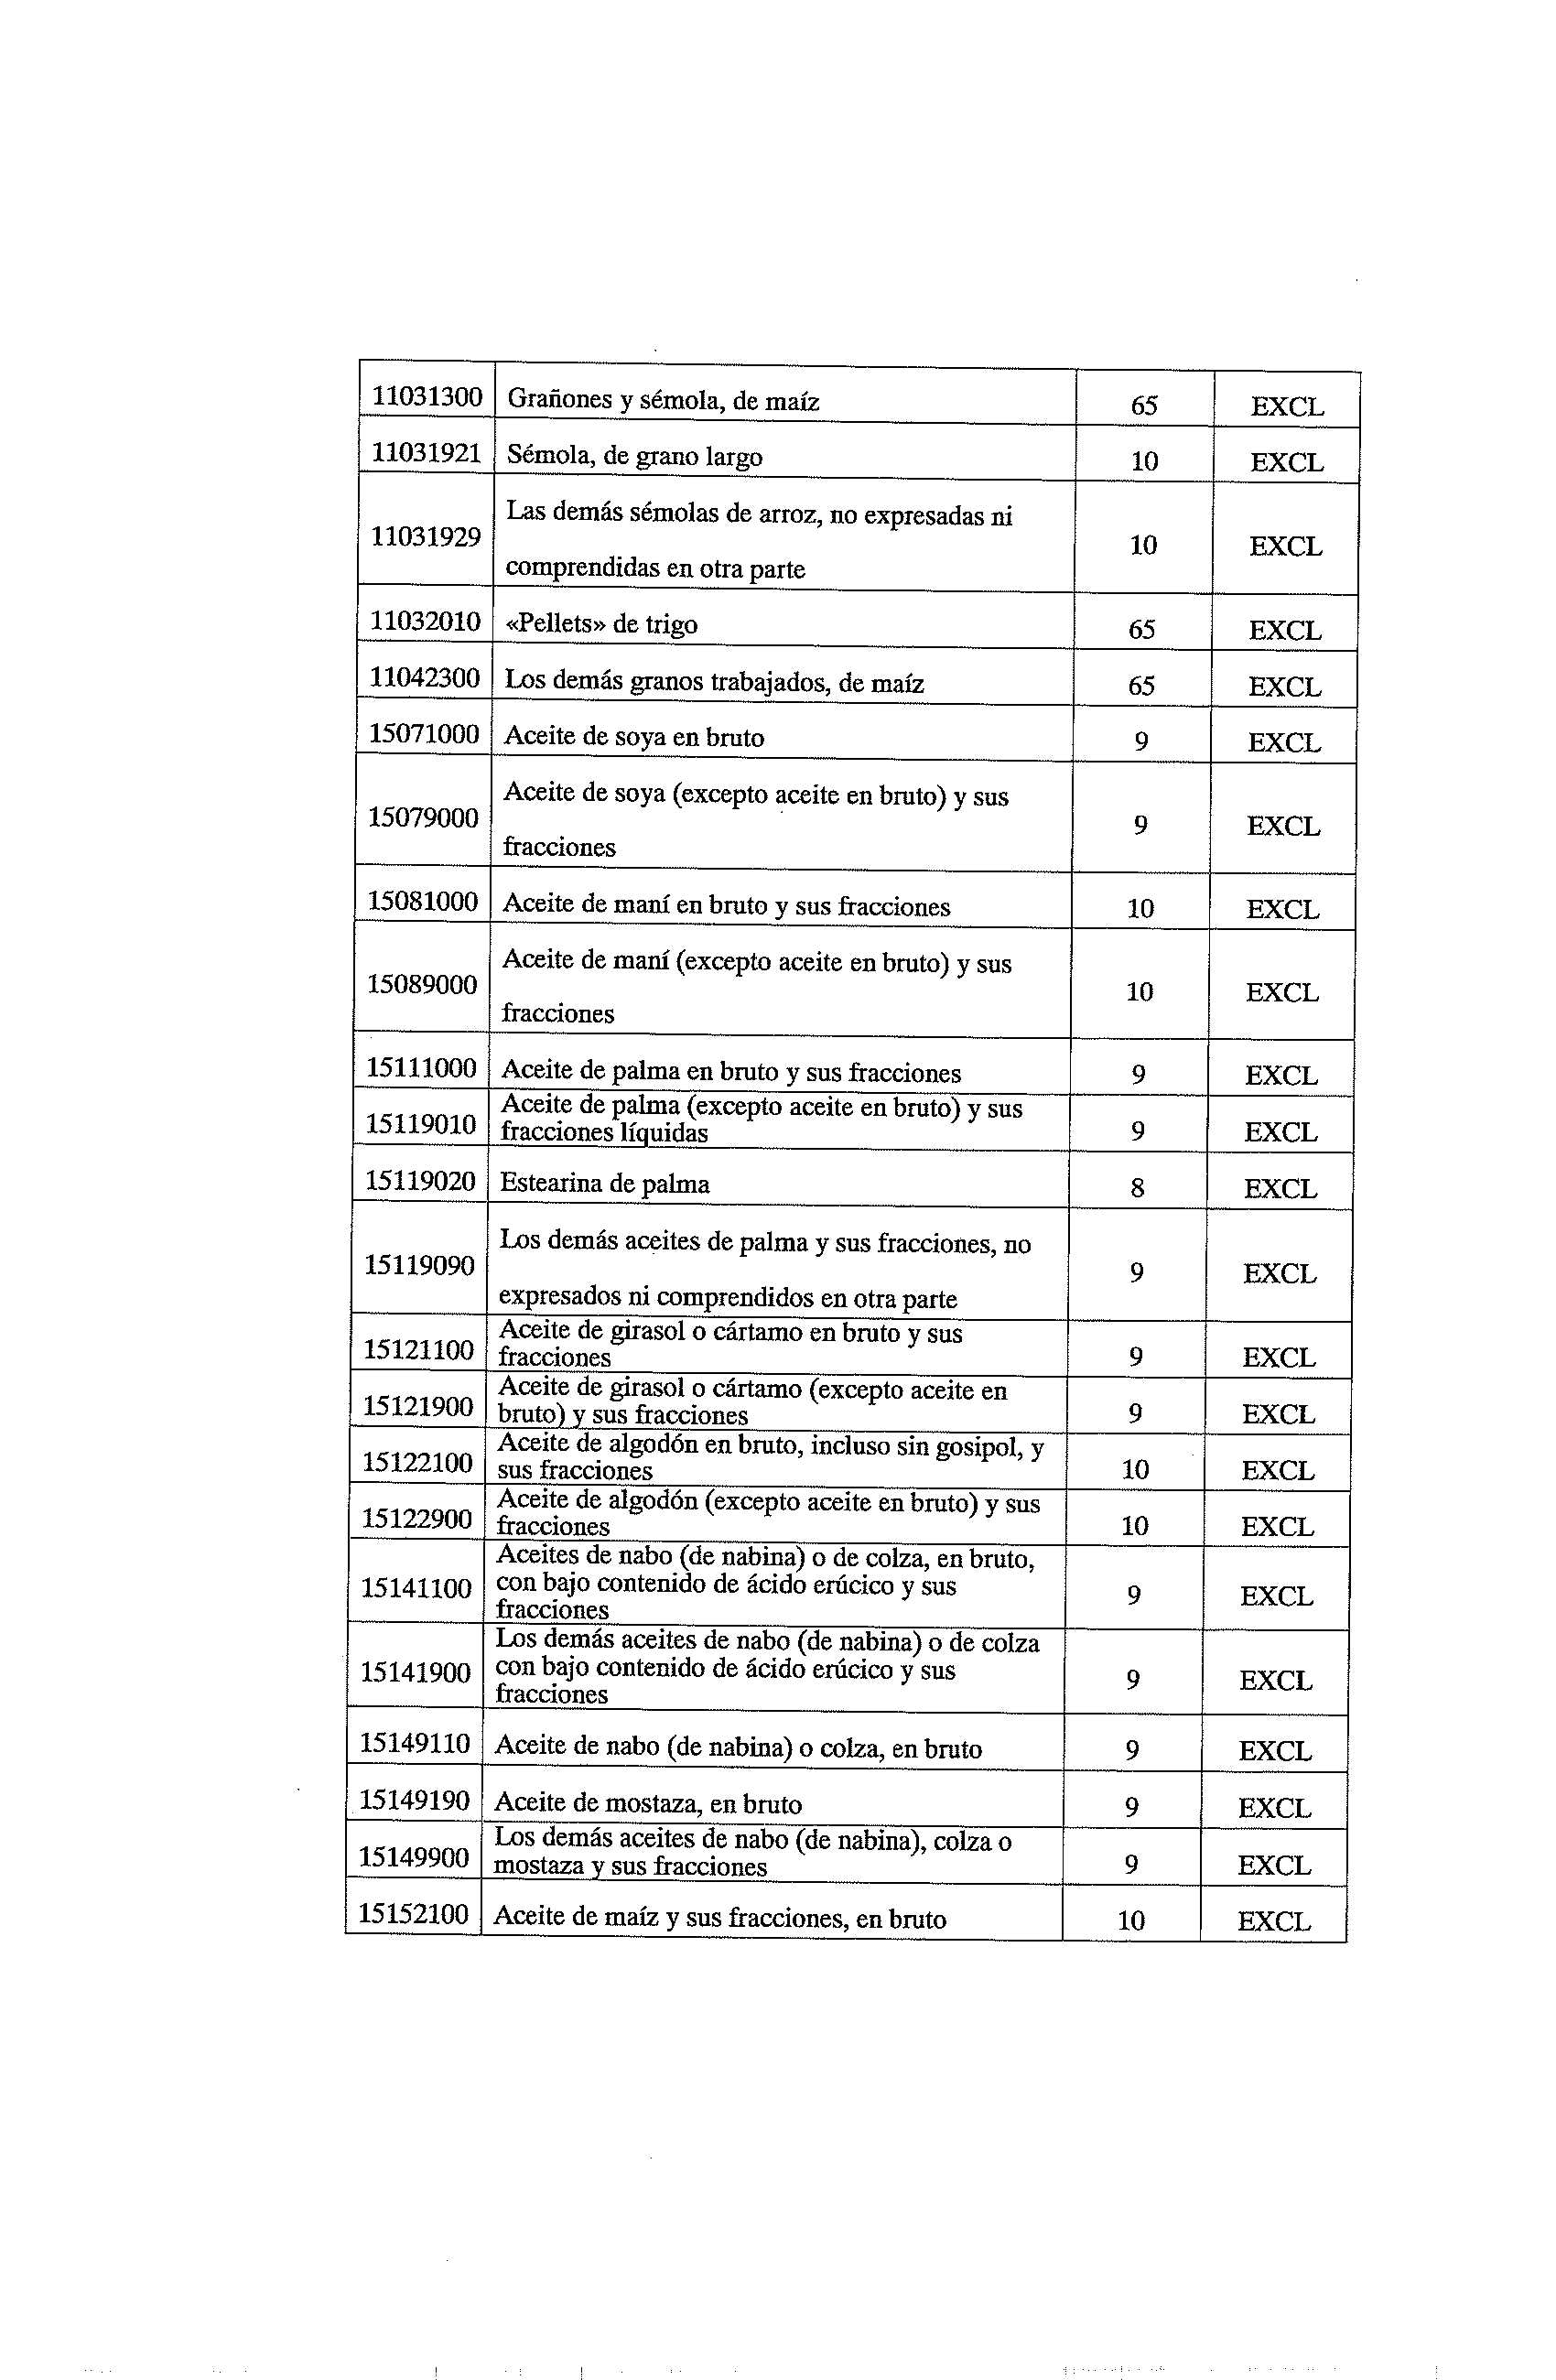 11031300 Grañones y sémola, de maíz 65 EXCL
11031921 Sémola, de grano largo 10 EXCL
Las demás sémolas de arroz, no expresadas ni
11031929 10 EXCL
comprendidas en otra parte
11032010 «Pellets» de trigo 65 EXCL
11042300 Los demás granos trabajados, de maíz 65 EXCL
15071000 Aceite de soya en bruto 9 EXCL
Aceite de soya (excepto aceite en bruto) y sus
15079000 9 EXCL
fracciones
15081000 Aceite de maní en bruto y sus fracciones 10 EXCL
Aceite de maní (excepto aceite en bruto) y sus
15089000 10 EXCL
fracciones
15111000 Aceite de palma en bruto y sus fracciones 9 EXCL
Aceite de palma (excepto aceite en bruto) y sus
15119010 fracciones líquidas 9 EXCL
15119020 Estearina de palma 8 EXCL
Los demás aceites de palma y sus fracciones, no
15119090 9 EXCL
expresados ni comprendidos en otra parte
Aceite de girasol o cártamo en bruto y sus
15121100 fracciones 9 EXCL
Aceite de girasol o cártamo (excepto aceite en
15121900 bruto) y sus fracciones 9 EXCL
Aceite de algodón en bruto, incluso sin gosipol, y
15122100 sus fracciones 10 EXCL
Aceite de algodón (excepto aceite en bruto) y sus
15122900 fracciones 10 EXCL
Aceites de nabo (de nabina) o de colza, en bruto,
15141100 con bajo contenido de ácido erúcico y sus 9 EXCL
fracciones
Los demás aceites de nabo (de nabina) o de colza
15141900 con bajo contenido de ácido erúcico y sus 9 EXCL
fracciones
15149110 Aceite de nabo (de nabina) o colza, en bruto 9 EXCL
15149190 Aceite de mostaza, en bruto 9 EXCL
Los demás aceites de nabo (de nabina), colza o
15149900 mostaza y sus fracciones 9 EXCL
15152100 Aceite de maíz y sus fracciones, en bruto 10 EXCL